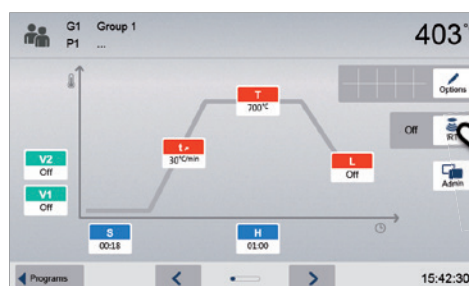 G1 Group 1
P1 ...
403°
Options
Off
IRT
Admin
T
700°C
t↗
30°C/min
V2
Off
V1
Off
L
Off
S
00:18
H
01:00
Programs
15:42:30